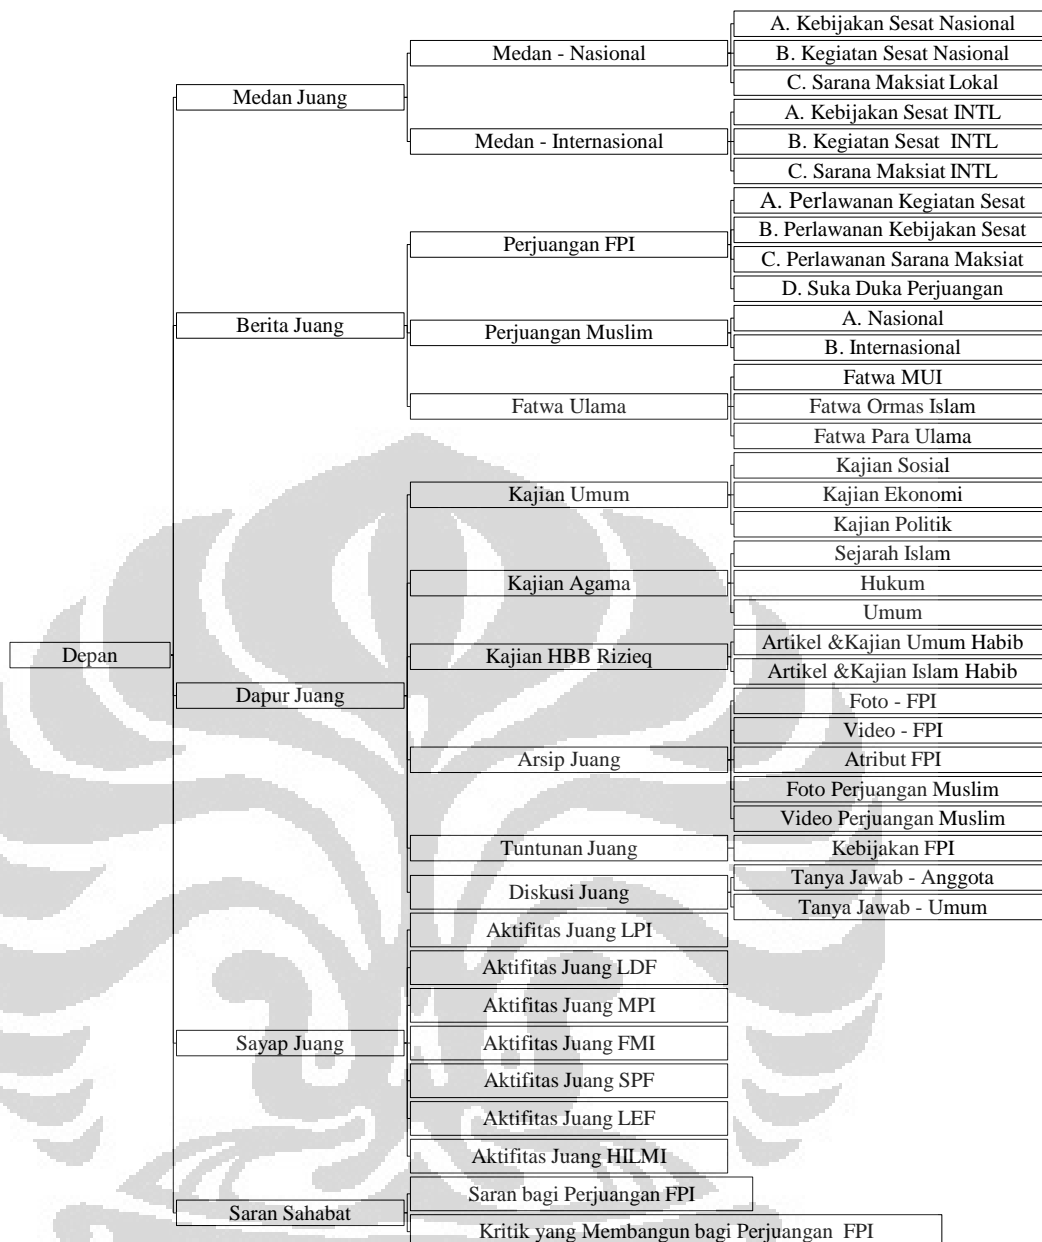 Depan
Medan Juang
Medan - Nasional
A. Kebijakan Sesat Nasional
B. Kegiatan Sesat Nasional
C. Sarana Maksiat Lokal
Medan - Internasional
A. Kebijakan Sesat INTL
B. Kegiatan Sesat INTL
C. Sarana Maksiat INTL
Berita Juang
Perjuangan FPI
A. Perlawanan Kegiatan Sesat
B. Perlawanan Kebijakan Sesat
C. Perlawanan Sarana Maksiat
D. Suka Duka Perjuangan
Perjuangan Muslim
A. Nasional
B. Internasional
Fatwa Ulama
Fatwa MUI
Fatwa Ormas Islam
Fatwa Para Ulama
Dapur Juang
Kajian Umum
Kajian Sosial
Kajian Ekonomi
Kajian Politik
Kajian Agama
Sejarah Islam
Hukum
Umum
Kajian HBB Rizieq
Artikel &Kajian Umum Habib
Artikel &Kajian Islam Habib
Arsip Juang
Foto - FPI
Video - FPI
Atribut FPI
Foto Perjuangan Muslim
Video Perjuangan Muslim
Tuntunan Juang
Kebijakan FPI
Diskusi Juang
Tanya Jawab - Anggota
Tanya Jawab - Umum
Sayap Juang
Aktifitas Juang LPI
Aktifitas Juang LDF
Aktifitas Juang MPI
Aktifitas Juang FMI
Aktifitas Juang SPF
Aktifitas Juang LEF
Aktifitas Juang HILMI
Saran Sahabat
Saran bagi Perjuangan FPI
Kritik yang Membangun bagi Perjuangan FPI